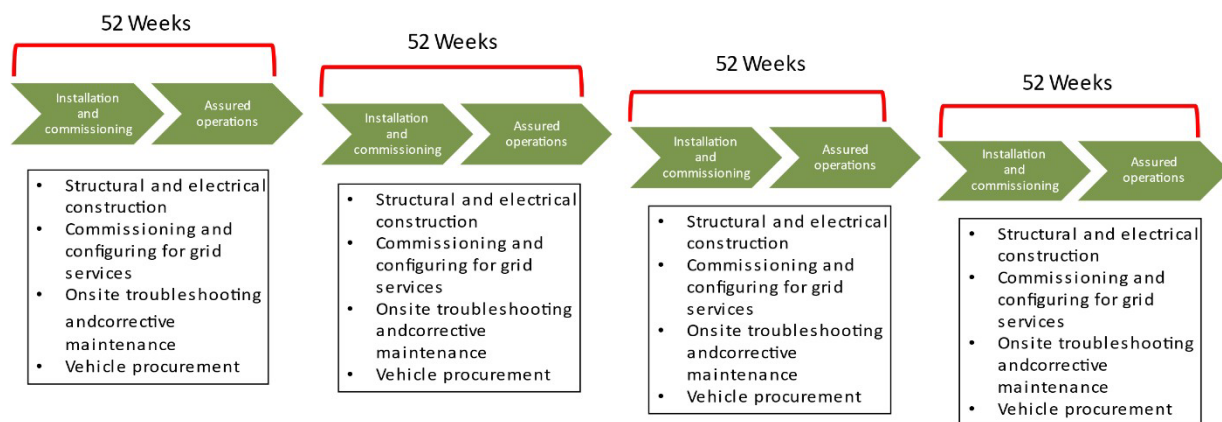 52 Weeks
Installation
and
commissioning
Assured
operations
• Structural and electrical
construction
• Commissioning and
configuring for grid
services
• Onsite troubleshooting
andcorrective
maintenance
• Vehicle procurement
52 Weeks
Installation
and
commissioning
Assured
operations
• Structural and electrical
construction
• Commissioning and
configuring for grid
services
• Onsite troubleshooting
andcorrective
maintenance
• Vehicle procurement
52 Weeks
Installation
and
commissioning
Assured
operations
• Structural and electrical
construction
• Commissioning and
configuring for grid
services
• Onsite troubleshooting
andcorrective
maintenance
• Vehicle procurement
52 Weeks
Installation
and
commissioning
Assured
operations
• Structural and electrical
construction
• Commissioning and
configuring for grid
services
• Onsite troubleshooting
andcorrective
maintenance
• Vehicle procurement